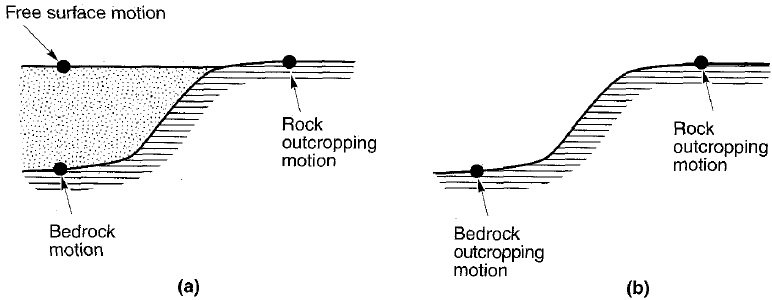 Free surface motion
Rock
outcropping
motion
Bedrock
motion
(a)
Rock
outcropping
motion
Bedrock
outcropping
motion
(b)